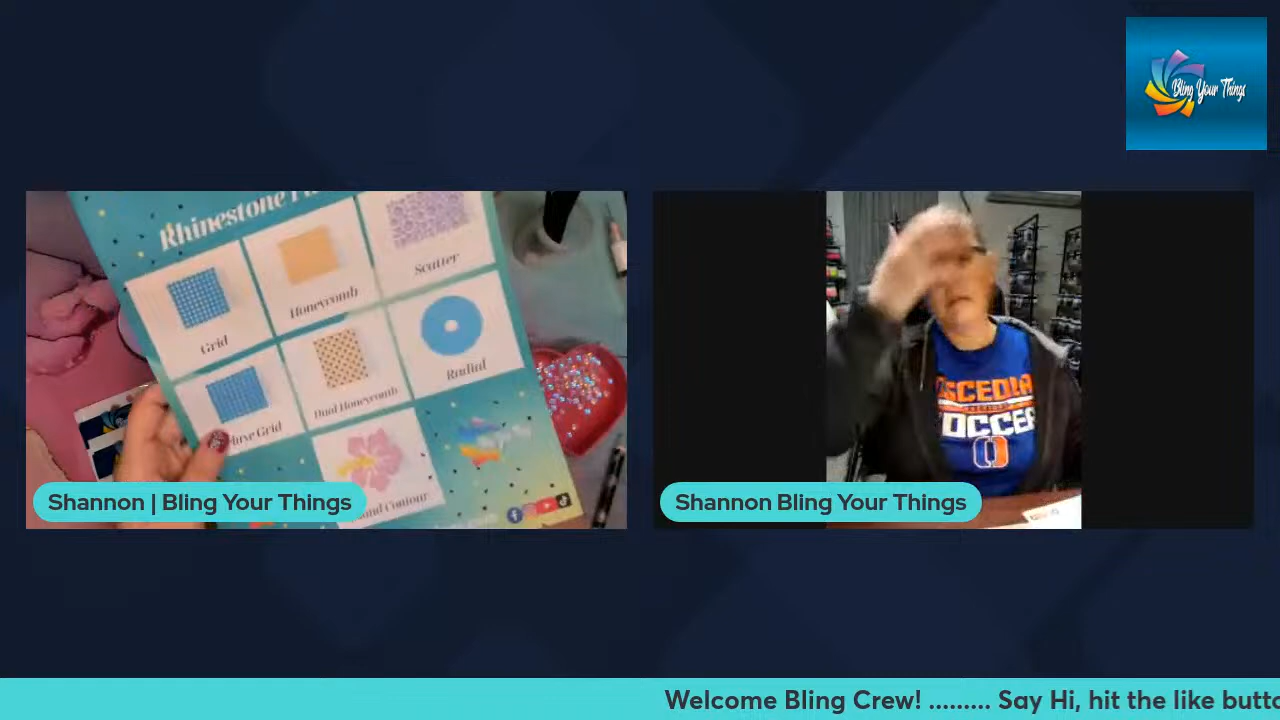 Bling Your Things
Rhinestone
Scatter
Honeycomb
Grid
Radial
Dual Honeycomb
Grid
Contour
OSCEOLA
SOCCER
O
Shannon | Bling Your Things
Shannon Bling Your Things
Welcome Bling Crew! ......... Say Hi, hit the like butto